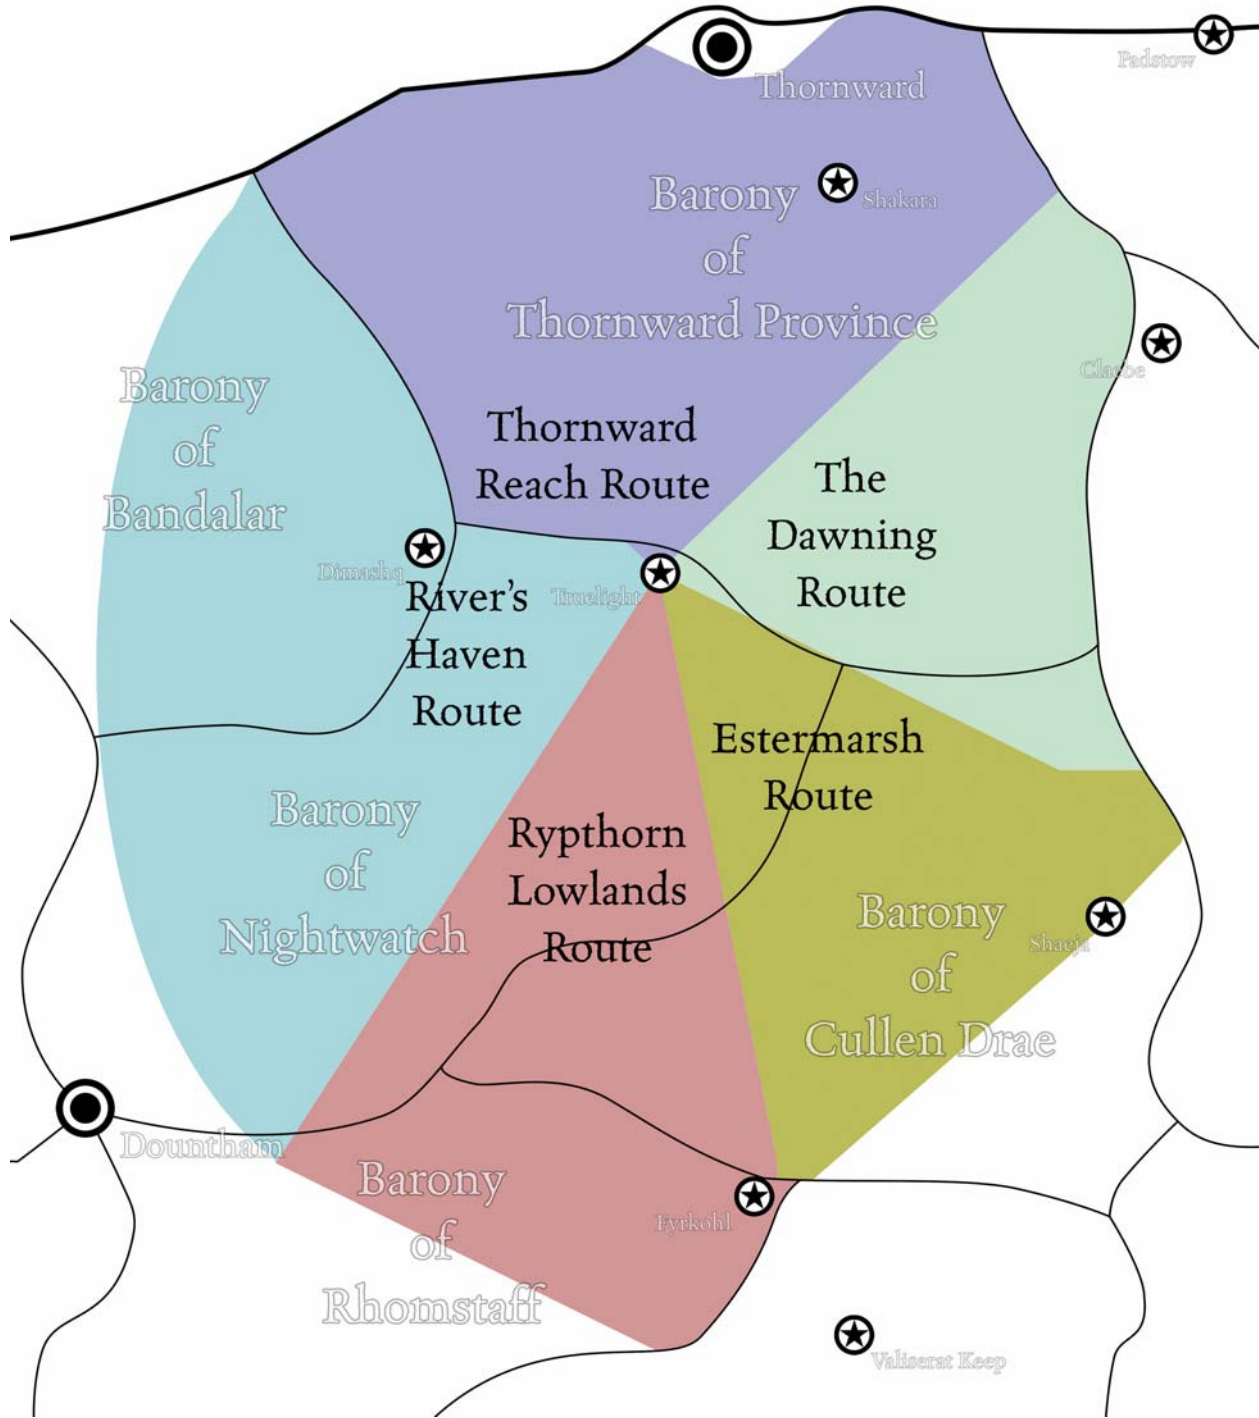 Padstow
Thornward
Barony
of
Thornward Province
Shakara
Claebe
Barony
of
Bandalar
Thornward
Reach Route
The
Dawning
Route
Dimashq
River's
Haven
Route
Truelight
Estermarsh
Route
Barony
of
Nightwatch
Rypthorn
Lowlands
Route
Barony
of
Cullen Drae
Shaeja
Dountham
Barony
of
Rhomstaff
Fyrkohl
Valiserat Keep